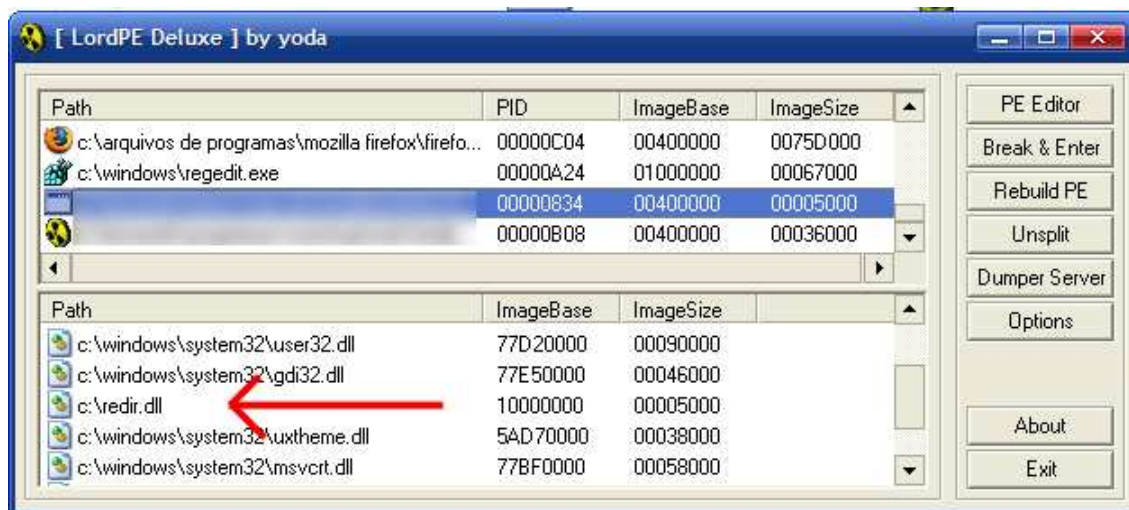 [ LordPE Deluxe ] by yoda
Path PID ImageBase ImageSize
c:\arquivos de programas\mozilla firefox\firefo... 00000C04 00400000 0075D000
c:\windows\regedit.exe 00000A24 01000000 00067000
00000834 00400000 00005000
00000B08 00400000 00036000
Path ImageBase ImageSize
c:\windows\system32\user32.dll 77D20000 00090000
c:\windows\system32\gdi32.dll 77E50000 00046000
c:\redir.dll 10000000 00005000
c:\windows\system32\uxtheme.dll 5AD70000 00038000
c:\windows\system32\msvcrt.dll 77BF0000 00058000
PE Editor
Break & Enter
Rebuild PE
Unsplit
Dumper Server
Options
About
Exit